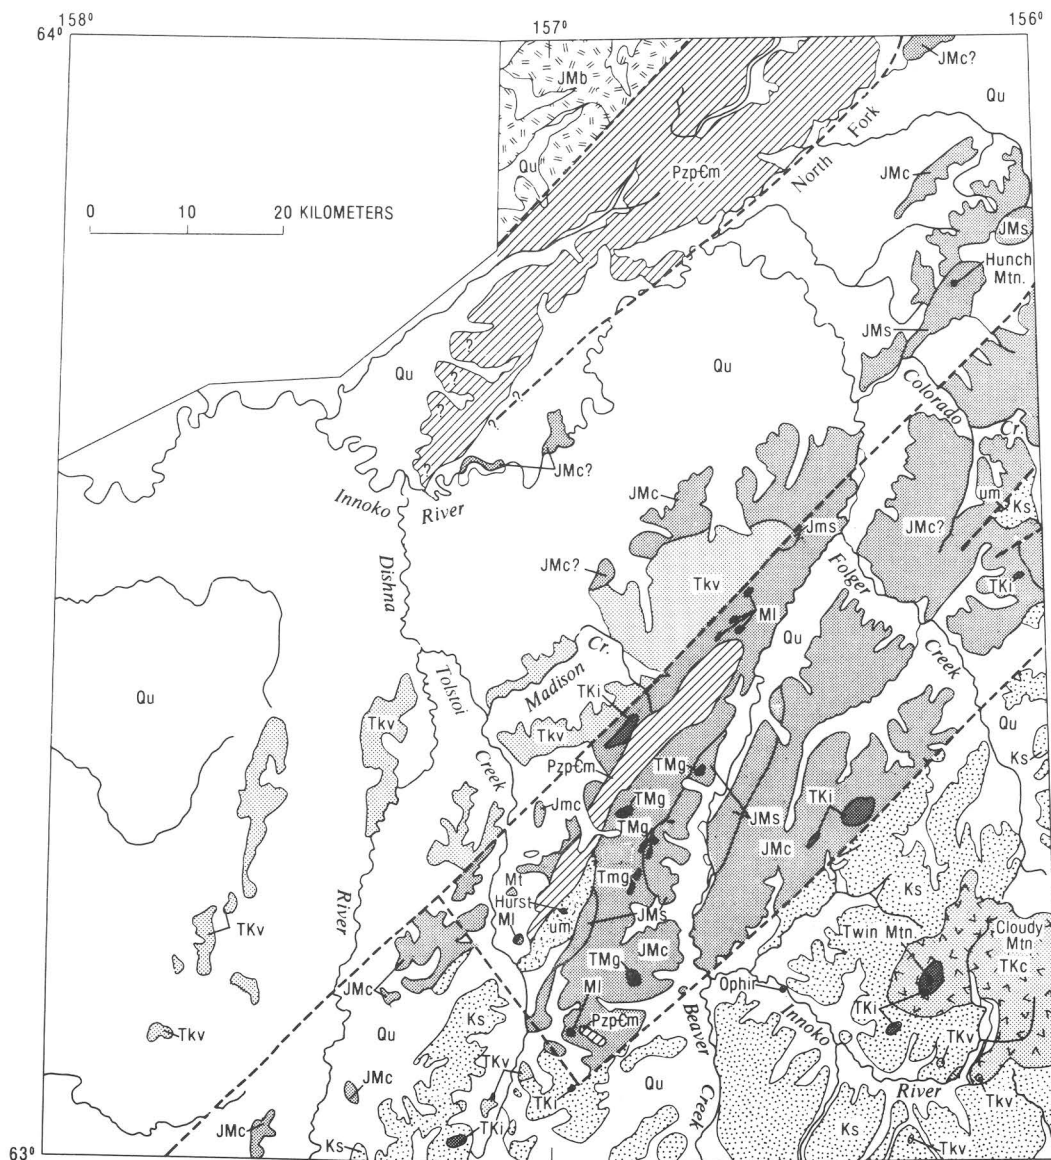 158°
157°
156°
64°
JMc?
JMb
Qu
Qu
Fork
PzpЄm
North
JMc
0 10 20 KILOMETERS
JMs
Hunch
Mtn.
JMs
Qu
Qu
Colorado
Cr.
JMc?
Innoko
River
JMc
um
Ks
JMc?
Jms
Dishna
JMc?
Tkv
Folger
TKi
Ml
Qu
Cr.
Madison
Creek
Qu
Tolstoi
TKi
Tkv
Tkv
Qu
Ks
PzpЄm
TMg
Creek
TMg
Jmc
TKi
JMs
TMg
JMc
Tmg
Mt
Hurst
Ks
Ml
um
JMs
Twin Mtn.
Cloudy
Mtn
TKv
River
JMc
TKc
TMg
Ophir
JMc
Ml
TKi
Ks
PzpЄm
Beaver
Innoko
Tkv
Qu
TKv
TKv
Qu
JMc
TKi
River
Tkv
Creek
JMc
TKi
Ks
Ks
Tkv
63°